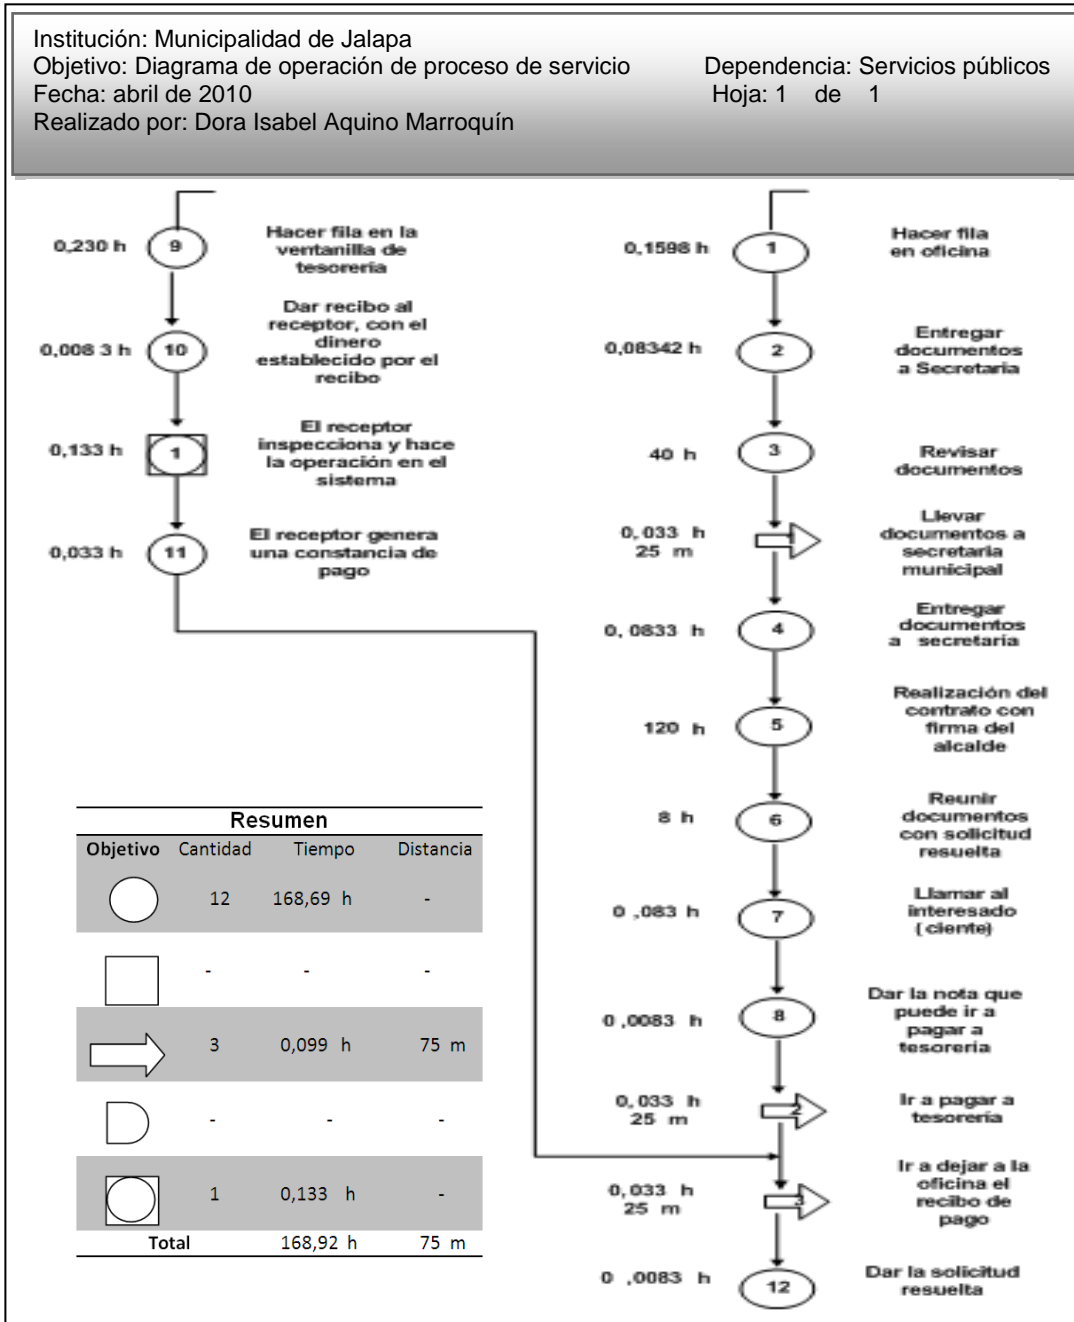 Institución: Municipalidad de Jalapa
Objetivo: Diagrama de operación de proceso de servicio Dependencia: Servicios públicos
Fecha: abril de 2010 Hoja: 1 de 1
Realizado por: Dora Isabel Aquino Marroquín
0,230 h
9
Hacer fila en la
ventanilla de
tesorería
0,008 3 h
10
Dar recibo al
receptor, con el
dinero
establecido por el
recibo
0,133 h
1
El receptor
inspecciona y hace
la operación en el
sistema
0,033 h
11
El receptor genera
una constancia de
pago
0,1598 h
1
Hacer fila
en oficina
0,08342 h
2
Entregar
documentos
a Secretaria
40 h
3
Revisar
documentos
0,033 h
25 m
1
Llevar
documentos a
secretaria
municipal
0, 0833 h
4
Entregar
documentos
a secretaría
120 h
5
Realización del
contrato con
firma del
alcalde
8 h
6
Reunir
documentos
con solicitud
resuelta
0 ,083 h
7
Llamar al
interesado
( ciente)
0 ,0083 h
8
Dar la nota que
puede ir a
pagar a
tesorería
0,033 h
25 m
2
Ir a pagar a
tesorería
0,033 h
25 m
3
Ir a dejar a la
oficina el
recibo de
pago
0 ,0083 h
12
Dar la solicitud
resuelta
Resumen
Objetivo Cantidad Tiempo Distancia
12 168,69 h -
- - -
3 0,099 h 75 m
- - -
1 0,133 h -
Total 168,92 h 75 m